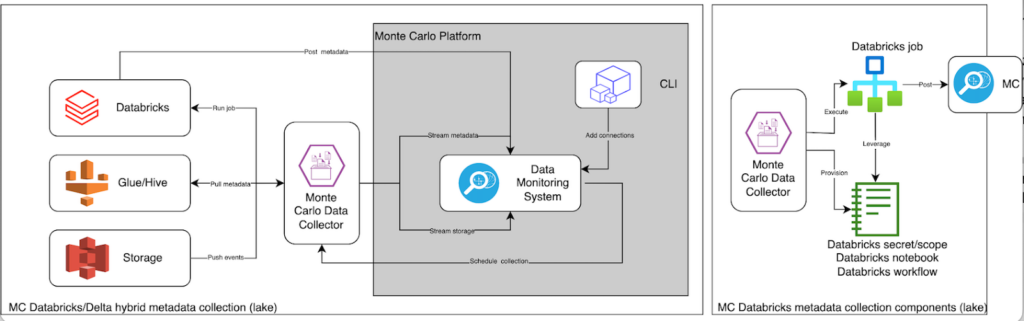 Monte Carlo Platform
Post metadata
Databricks
Run job
CLI
Stream metadata
Add connections
Glue/Hive
Pull metadata
Monte
Carlo Data
Collector
Data
Monitoring
System
Stream storage
Storage
Push events
Schedule collection
MC Databricks/Delta hybrid metadata collection (lake)
Databricks job
Post
MC
Execute
Monte
Carlo Data
Collector
Leverage
Provision
Databricks secret/scope
Databricks notebook
Databricks workflow
MC Databricks metadata collection components (lake)